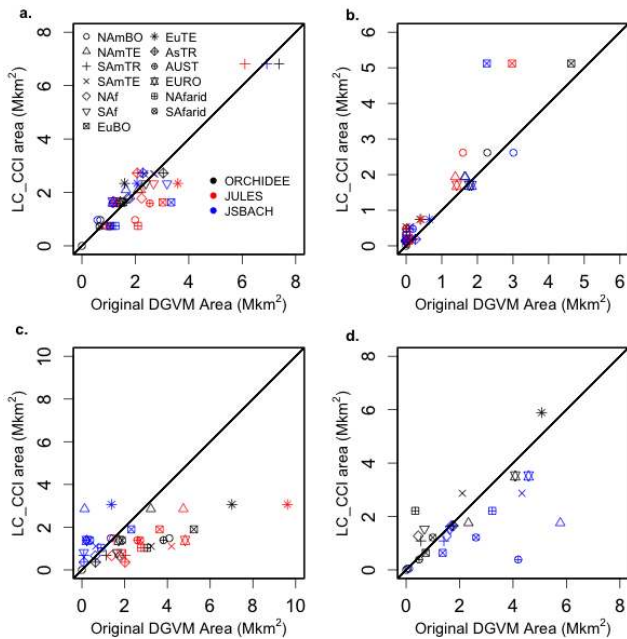 a.
b.
8
6
4
2
0
LC_CCI area (Mkm2)
NAmBO
NAmTE
SAmTR
SAmTE
NAf
SAf
EuBO
EuTE
AsTR
AUST
EURO
NAfarid
SAfarid
ORCHIDEE
JULES
JSBACH
0 2 4 6 8
Original DGVM Area (Mkm2)
6
5
4
3
2
1
0
LC_CCI area (Mkm2)
0 1 2 3 4 5 6
Original DGVM Area (Mkm2)
c.
d.
10
8
6
4
2
0
LC_CCI area (Mkm2)
0 2 4 6 8 10
Original DGVM Area (Mkm2)
8
6
4
2
0
LC_CCI area (Mkm2)
0 2 4 6 8
Original DGVM Area (Mkm2)